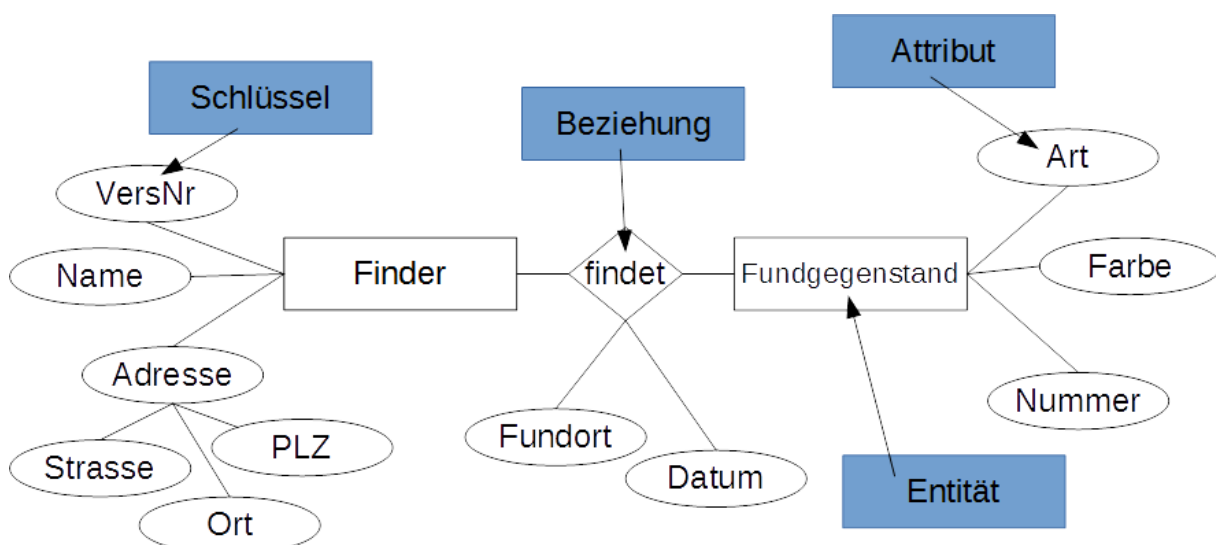 Attribut
Schlüssel
Beziehung
Art
VersNr
Name
Finder
findet
Fundgegenstand
Farbe
Adresse
Nummer
Fundort
PLZ
Strasse
Datum
Entität
Ort